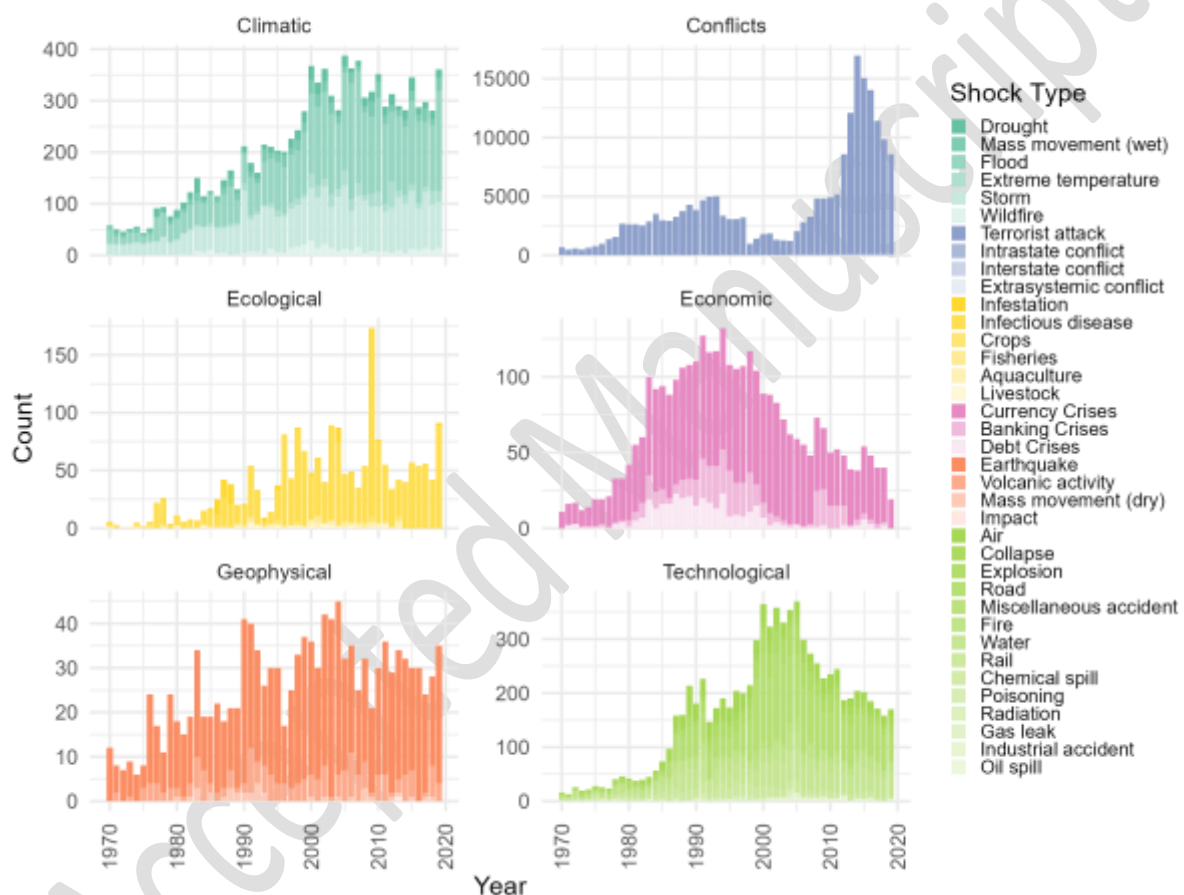 Climatic
Conflicts
400
300
200
100
0
15000
10000
5000
0
Ecological
Economic
150
100
50
0
100
50
0
Geophysical
Technological
40
30
20
10
0
300
200
100
0
1970
1980
1990
2000
2010
2020
1970
1980
1990
2000
2010
2020
Count
Year
Shock Type
Drought
Mass movement (wet)
Flood
Extreme temperature
Storm
Wildfire
Terrorist attack
Intrastate conflict
Interstate conflict
Extrasystemic conflict
Infestation
Infectious disease
Crops
Fisheries
Aquaculture
Livestock
Currency Crises
Banking Crises
Debt Crises
Earthquake
Volcanic activity
Mass movement (dry)
Impact
Air
Collapse
Explosion
Road
Miscellaneous accident
Fire
Water
Rail
Chemical spill
Poisoning
Radiation
Gas leak
Industrial accident
Oil spill
Accepted Manuscript